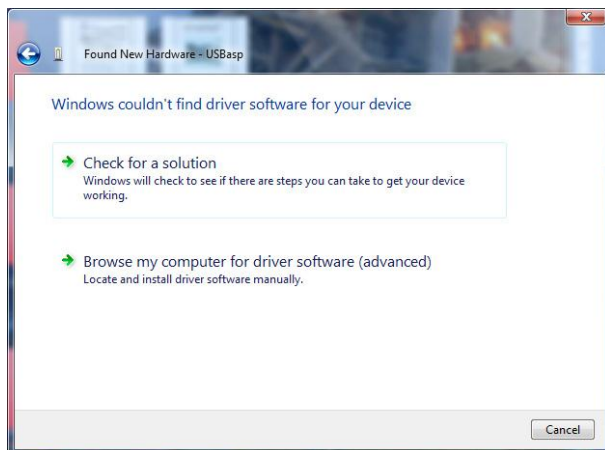 Found New Hardware - USBasp
Windows couldn't find driver software for your device
Check for a solution
Windows will check to see if there are steps you can take to get your device
working.
Browse my computer for driver software (advanced)
Locate and install driver software manually.
Cancel